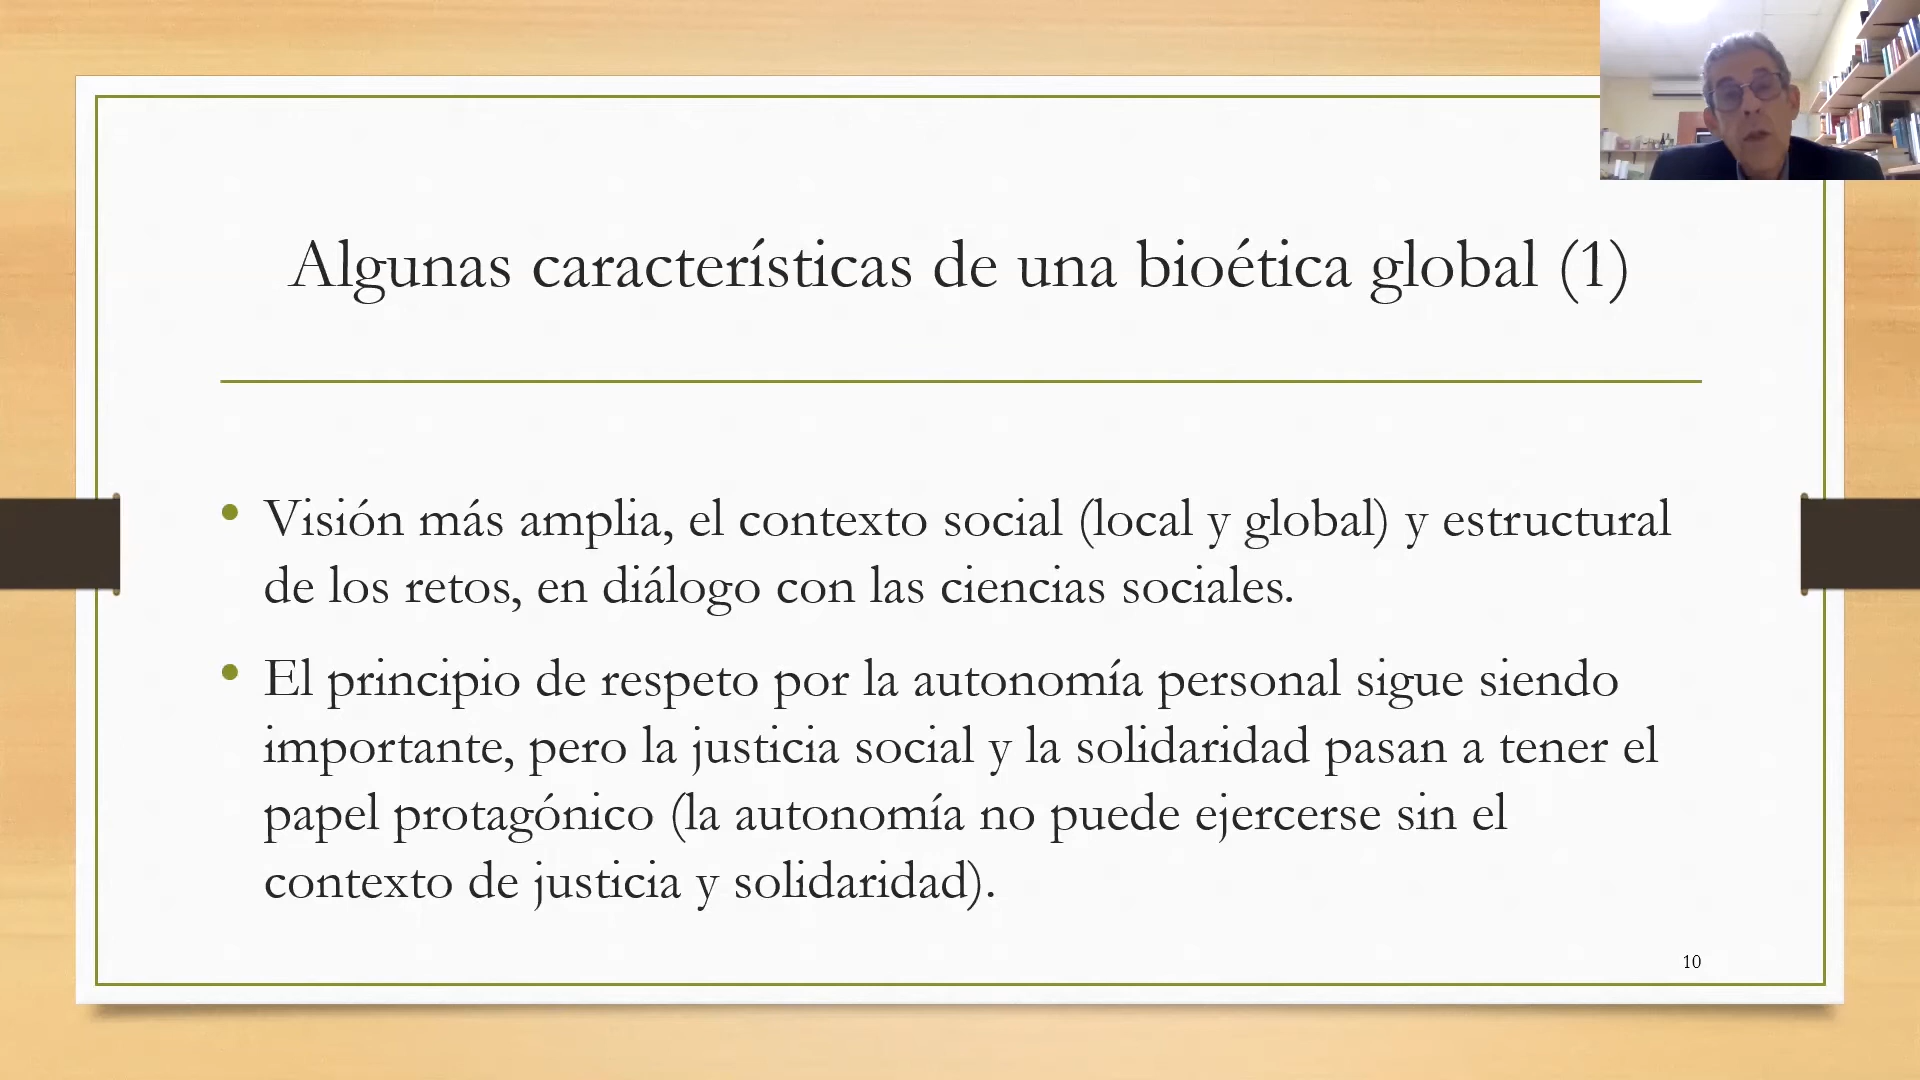 Algunas características de una bioética global (1)
• Visión más amplia, el contexto social (local y global) y estructural
de los retos, en diálogo con las ciencias sociales.
• El principio de respeto por la autonomía personal sigue siendo
importante, pero la justicia social y la solidaridad pasan a tener el
papel protagónico (la autonomía no puede ejercerse sin el
contexto de justicia y solidaridad).
10